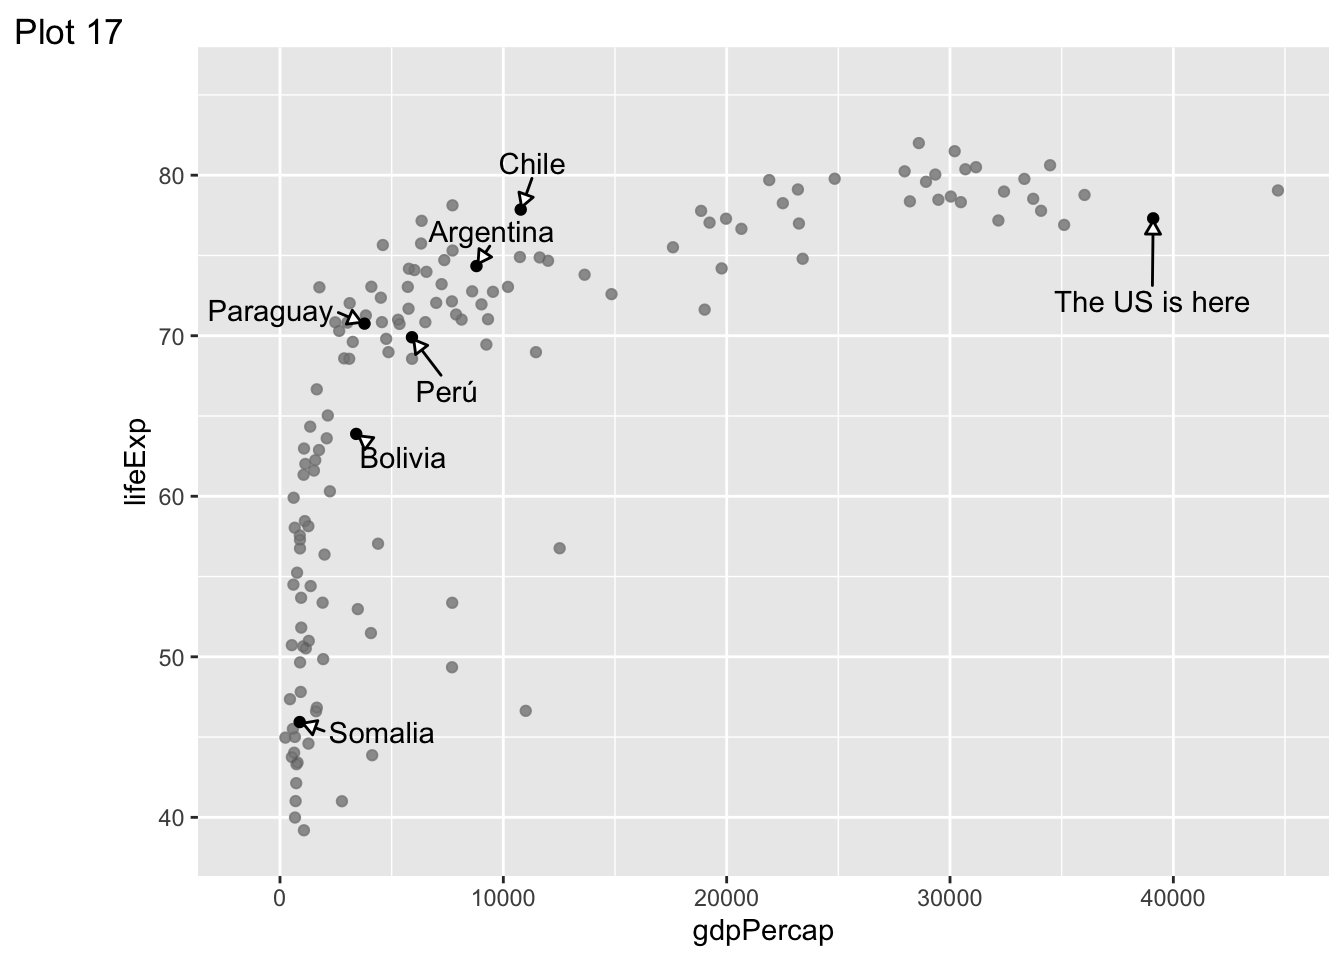 Plot 17
Chile
80
Argentina
The US is here
Paraguay
70
Perú
Bolivia
lifeExp
60
50
Somalia
40
0
10000
20000
30000
40000
gdpPercap